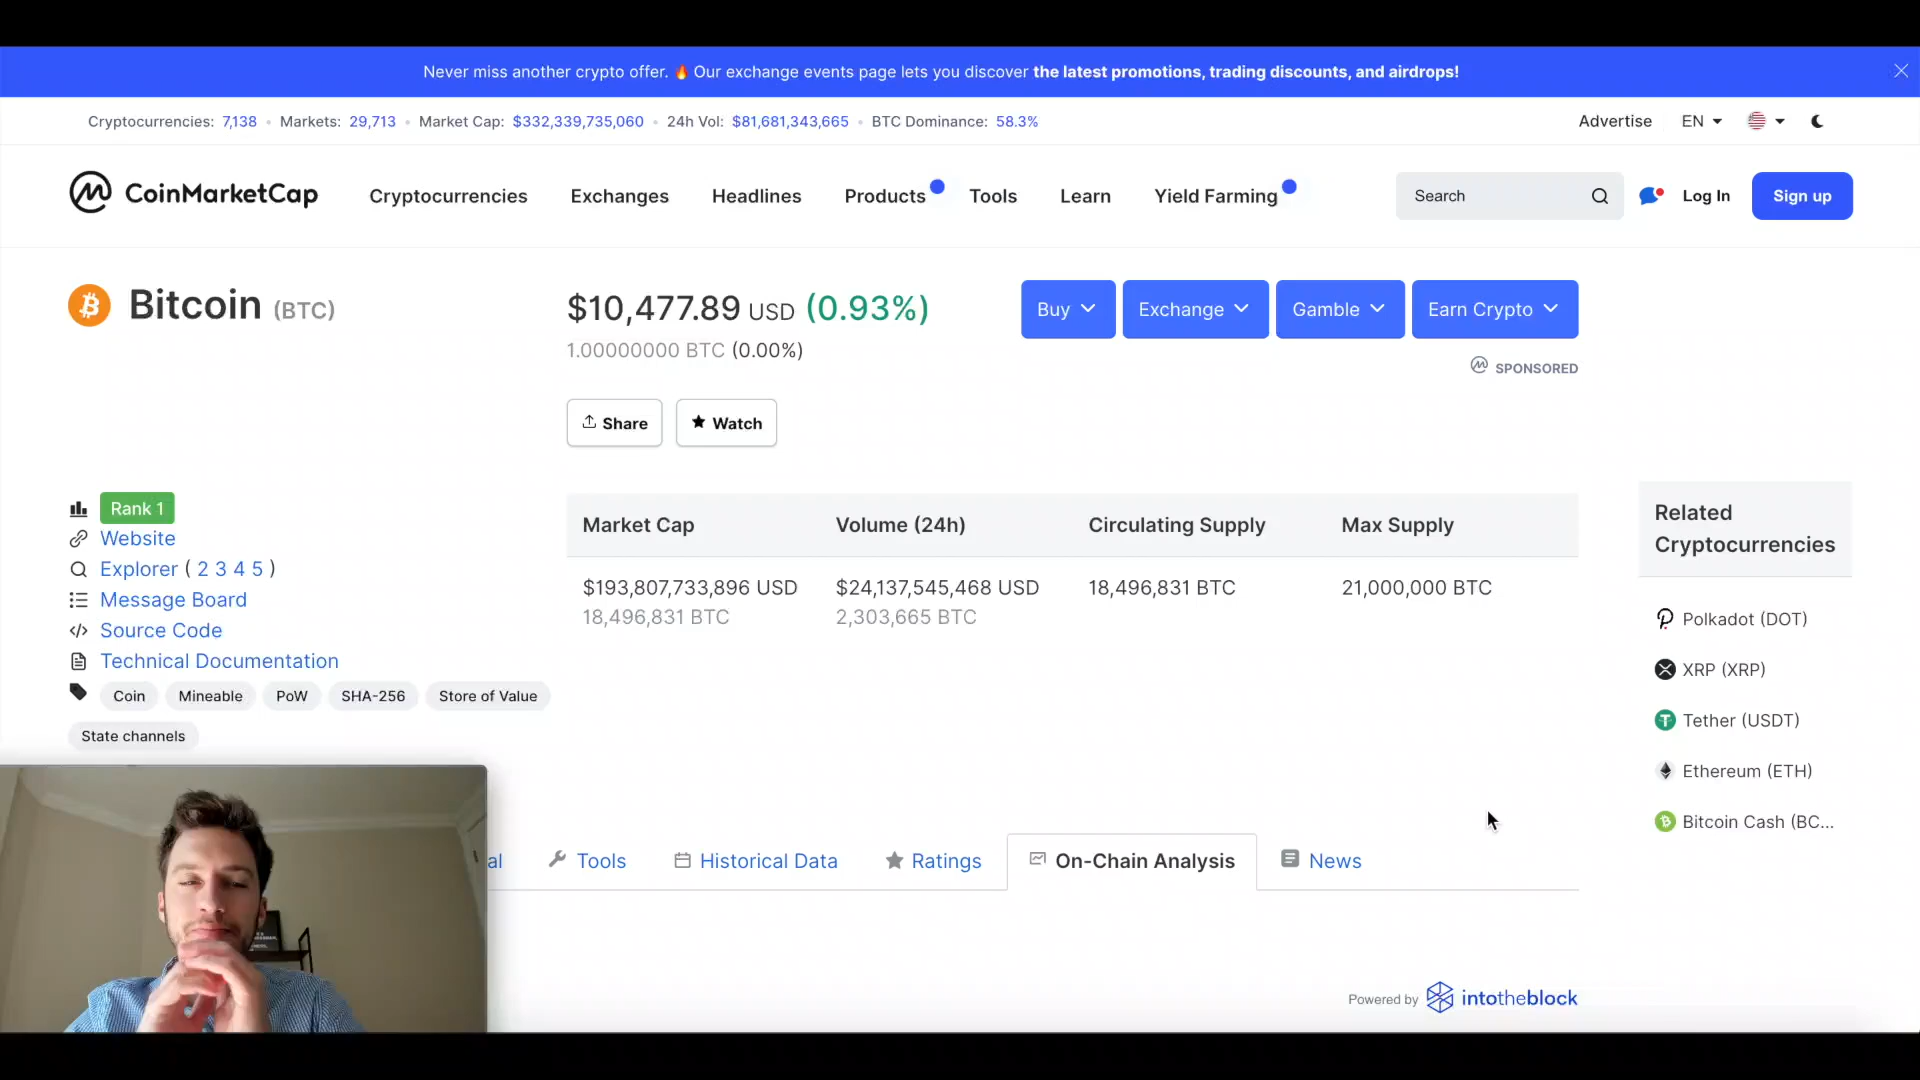 Never miss another crypto offer. 🔥 Our exchange events page lets you discover the latest promotions, trading discounts, and airdrops!
Cryptocurrencies: 7,138 • Markets: 29,713 • Market Cap: $332,339,735,060 • 24h Vol: $81,681,343,665 • BTC Dominance: 58.3%
Advertise EN
CoinMarketCap Cryptocurrencies Exchanges Headlines Products Tools Learn Yield Farming Search Log In Sign up
Bitcoin (BTC)
$10,477.89 USD (0.93%)
1.00000000 BTC (0.00%)
Buy Exchange Gamble Earn Crypto
SPONSORED
Share Watch
Rank 1
Website
Explorer ( 2 3 4 5 )
Message Board
Source Code
Technical Documentation
Coin Mineable PoW SHA-256 Store of Value
State channels
Market Cap Volume (24h) Circulating Supply Max Supply
$193,807,733,896 USD $24,137,545,468 USD 18,496,831 BTC 21,000,000 BTC
18,496,831 BTC 2,303,665 BTC
Related
Cryptocurrencies
Polkadot (DOT)
XRP (XRP)
Tether (USDT)
Ethereum (ETH)
Bitcoin Cash (BC...
al Tools Historical Data Ratings On-Chain Analysis News
Powered by intotheblock